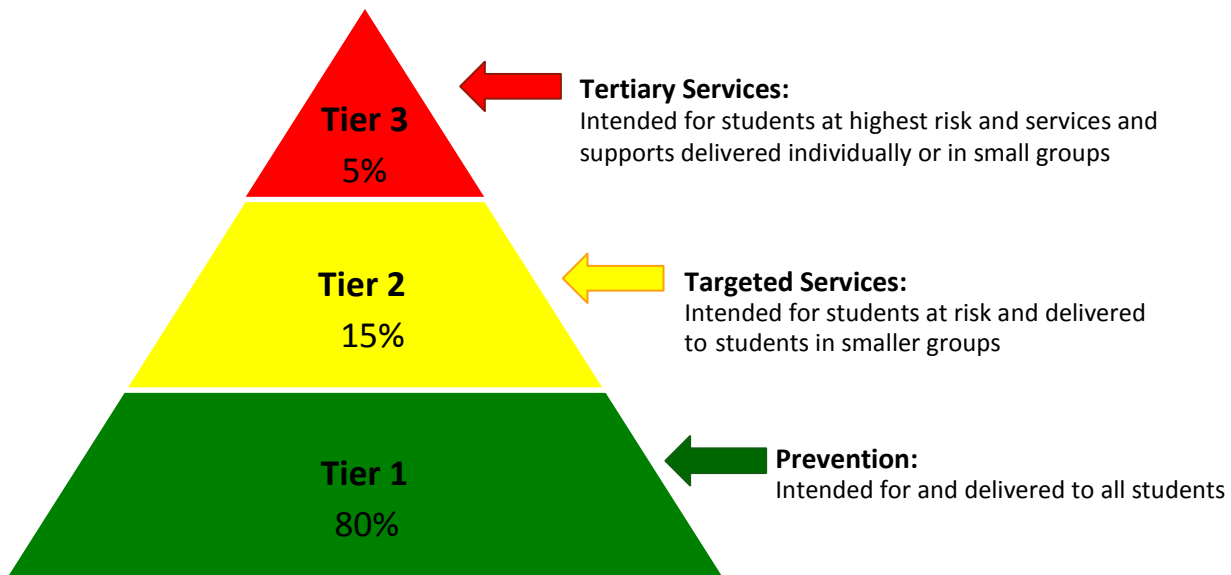 Tier 3
5%
Tertiary Services:
Intended for students at highest risk and services and
supports delivered individually or in small groups
Tier 2
15%
Targeted Services:
Intended for students at risk and delivered
to students in smaller groups
Tier 1
80%
Prevention:
Intended for and delivered to all students